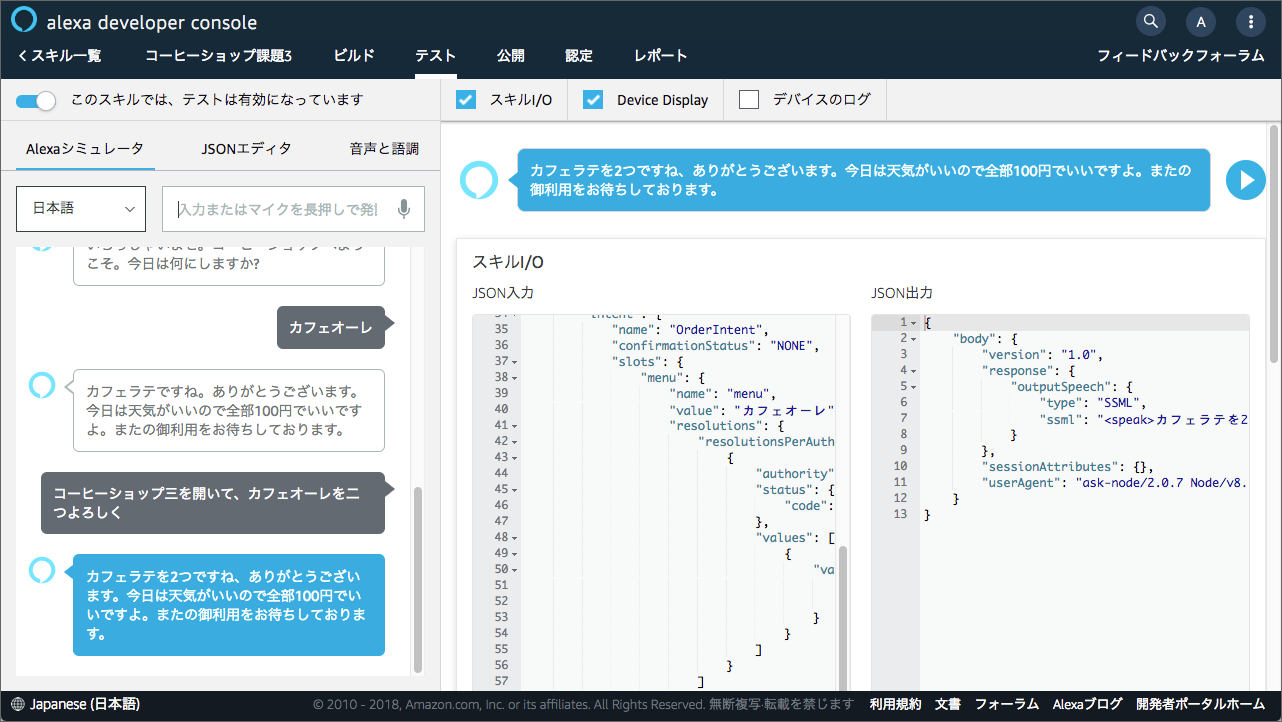 alexa developer console
A
スキル一覧 コーヒーショップ課題3 ビルド テスト 公開 認定 レポート フィードバックフォーラム
このスキルでは、テストは有効になっています
スキルI/O Device Display デバイスのログ
Alexaシミュレータ JSONエディタ 音声と語調
日本語
入力またはマイクを長押しで発
こそ。今日は何にしますか?
カフェオーレ
カフェラテですね。ありがとうございます。
今日は天気がいいので全部100円でいいです
よ。またの御利用をお待ちしております。
コーヒーショップ三を開いて、カフェオーレを二
つよろしく
カフェラテを2つですね、ありがとうござい
ます。今日は天気がいいので全部100円でい
いですよ。またの御利用をお待ちしておりま
す。
カフェラテを2つですね、ありがとうございます。今日は天気がいいので全部100円でいいですよ。またの
御利用をお待ちしております。
スキルI/O
JSON入力
35 "name": "OrderIntent",
36 "confirmationStatus": "NONE",
37 "slots": {
38 "menu": {
39 "name": "menu",
40 "value": "カフェオーレ"
41 "resolutions": {
42 "resolutionsPerAuth
43 {
44 "authority"
45 "status": {
46 "code":
47 },
48 "values": [
49 {
50 "va
51
52
53 }
54 }
55 ]
56 }
57 ]
JSON出力
1 {
2 "body": {
3 "version": "1.0",
4 "response": {
5 "outputSpeech": {
6 "type": "SSML",
7 "ssml": "<speak>カフェラテを2
8 }
9 },
10 "sessionAttributes": {},
11 "userAgent": "ask-node/2.0.7 Node/v8.
12 }
13 }
Japanese (日本語) © 2010 - 2018, Amazon.com, Inc. or its affiliates. All Rights Reserved. 無断複写·転載を禁じます 利用規約 文書 フォーラム Alexaブログ 開発者ポータルホーム